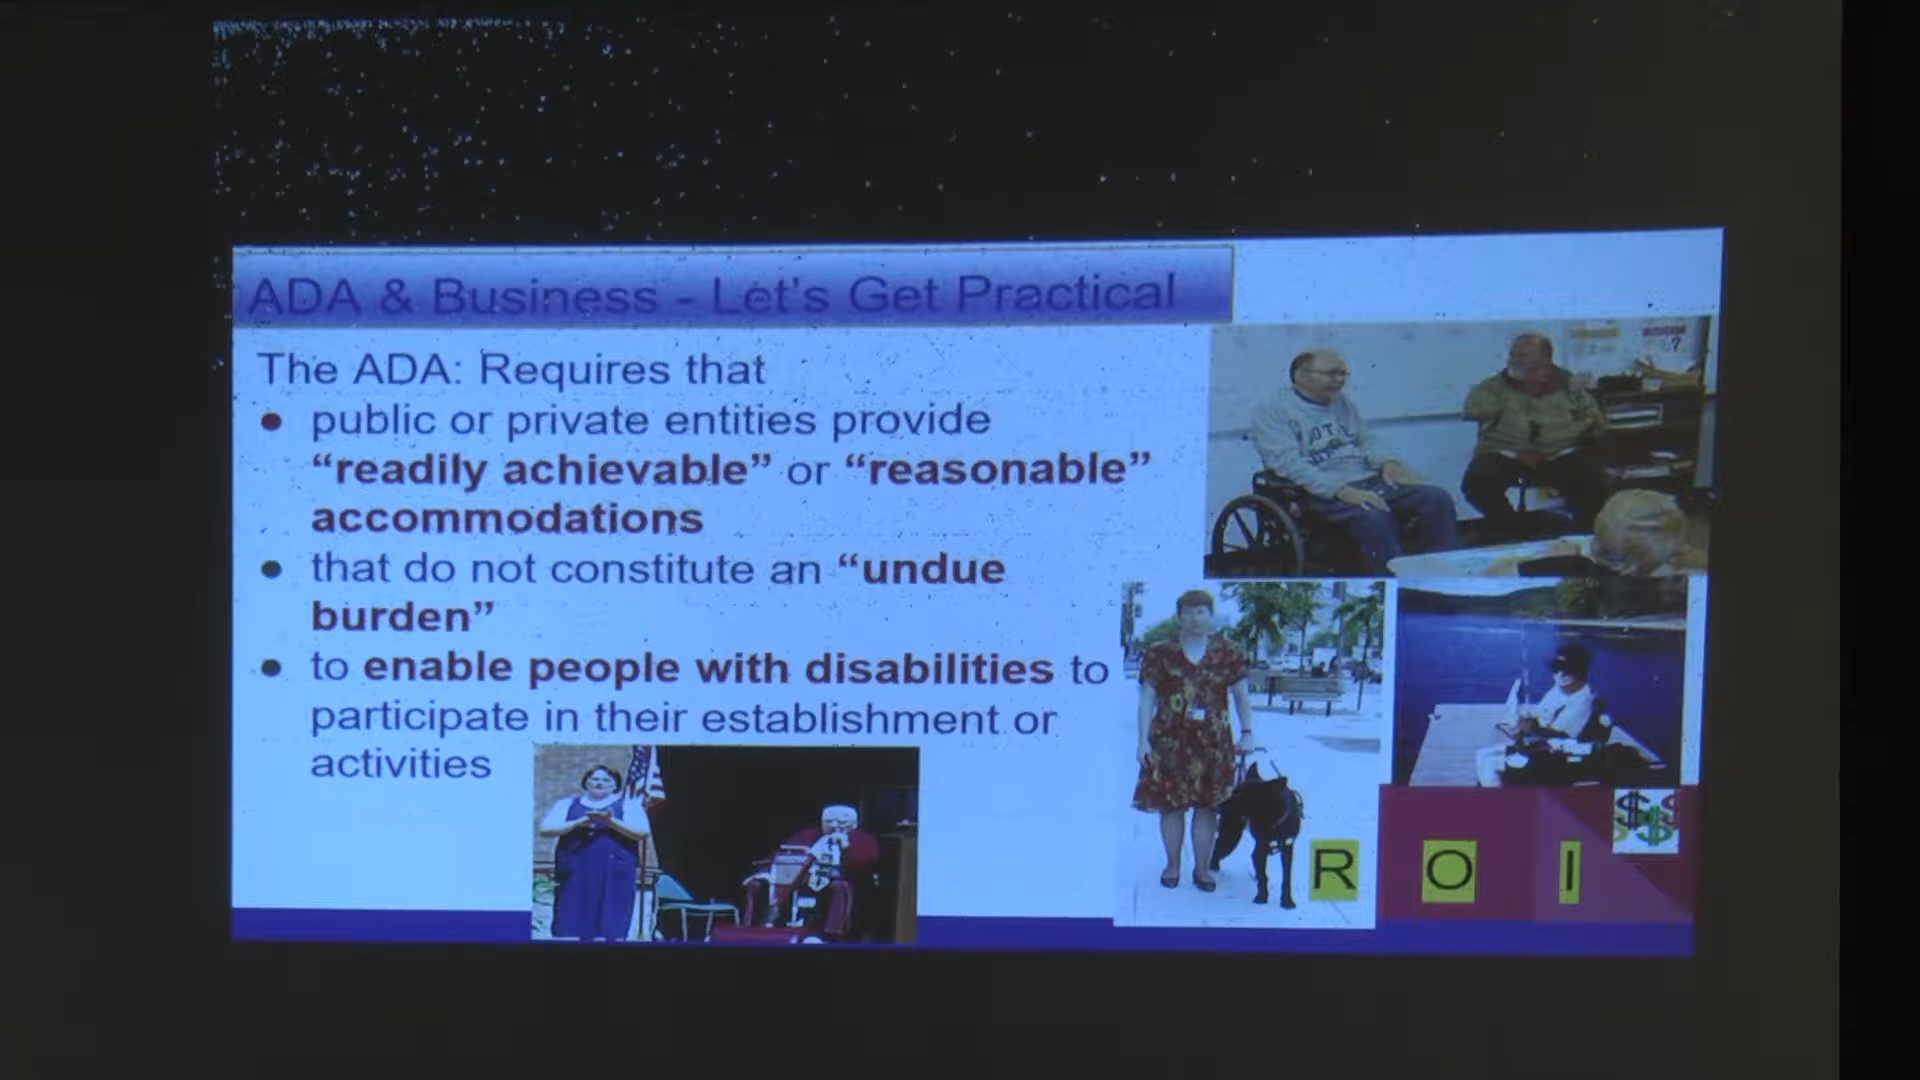 ADA & Business - Let's Get Practical
The ADA: Requires that
• public or private entities provide
“readily achievable” or “reasonable”
accommodations
• that do not constitute an “undue
burden”
• to enable people with disabilities to
participate in their establishment or
activities
?
$$$
$
R O I